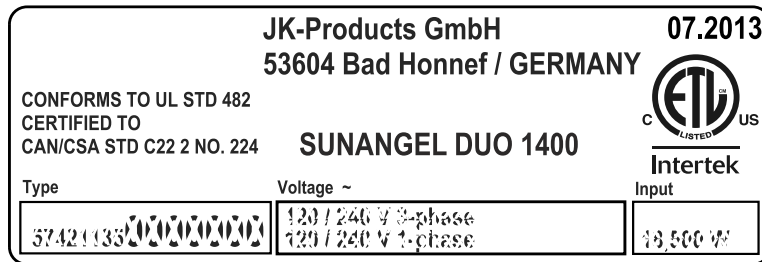 JK-Products GmbH 07.2013
53604 Bad Honnef / GERMANY
CONFORMS TO UL STD 482
CERTIFIED TO
CAN/CSA STD C22 2 NO. 224
SUNANGEL DUO 1400
C ETL CM US
LISTED
Intertek
Type Voltage ~ Input
120 / 240 V 3-phase
120 / 240 V 1-phase